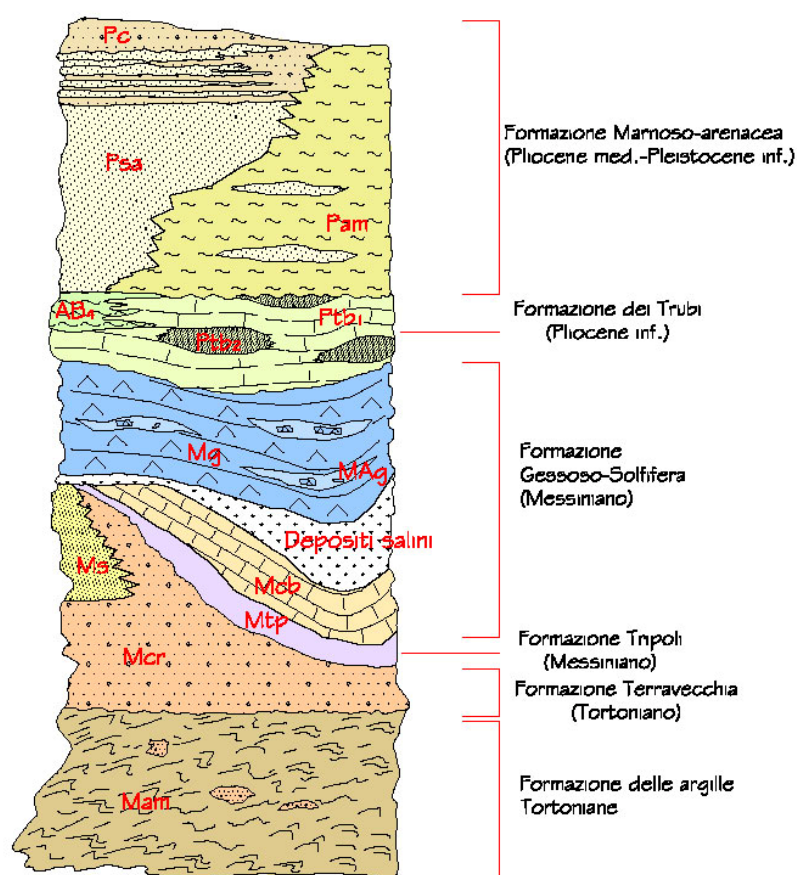 Pc
Psa
Pam
Formazione Marnoso-arenacea
(Pliocene med.-Pleistocene inf.)
AB4
Ptb1
Ptb2
Formazione dei Trubi
(Pliocene inf.)
Mg
MAg
Formazione
Gessoso-Solfifera
(Messiniano)
Depositi salini
Ms
Mcb
Mtp
Formazione Tripoli
(Messiniano)
Mcr
Formazione Terravecchia
(Tortoniano)
Mam
Formazione delle argille
Tortoniane